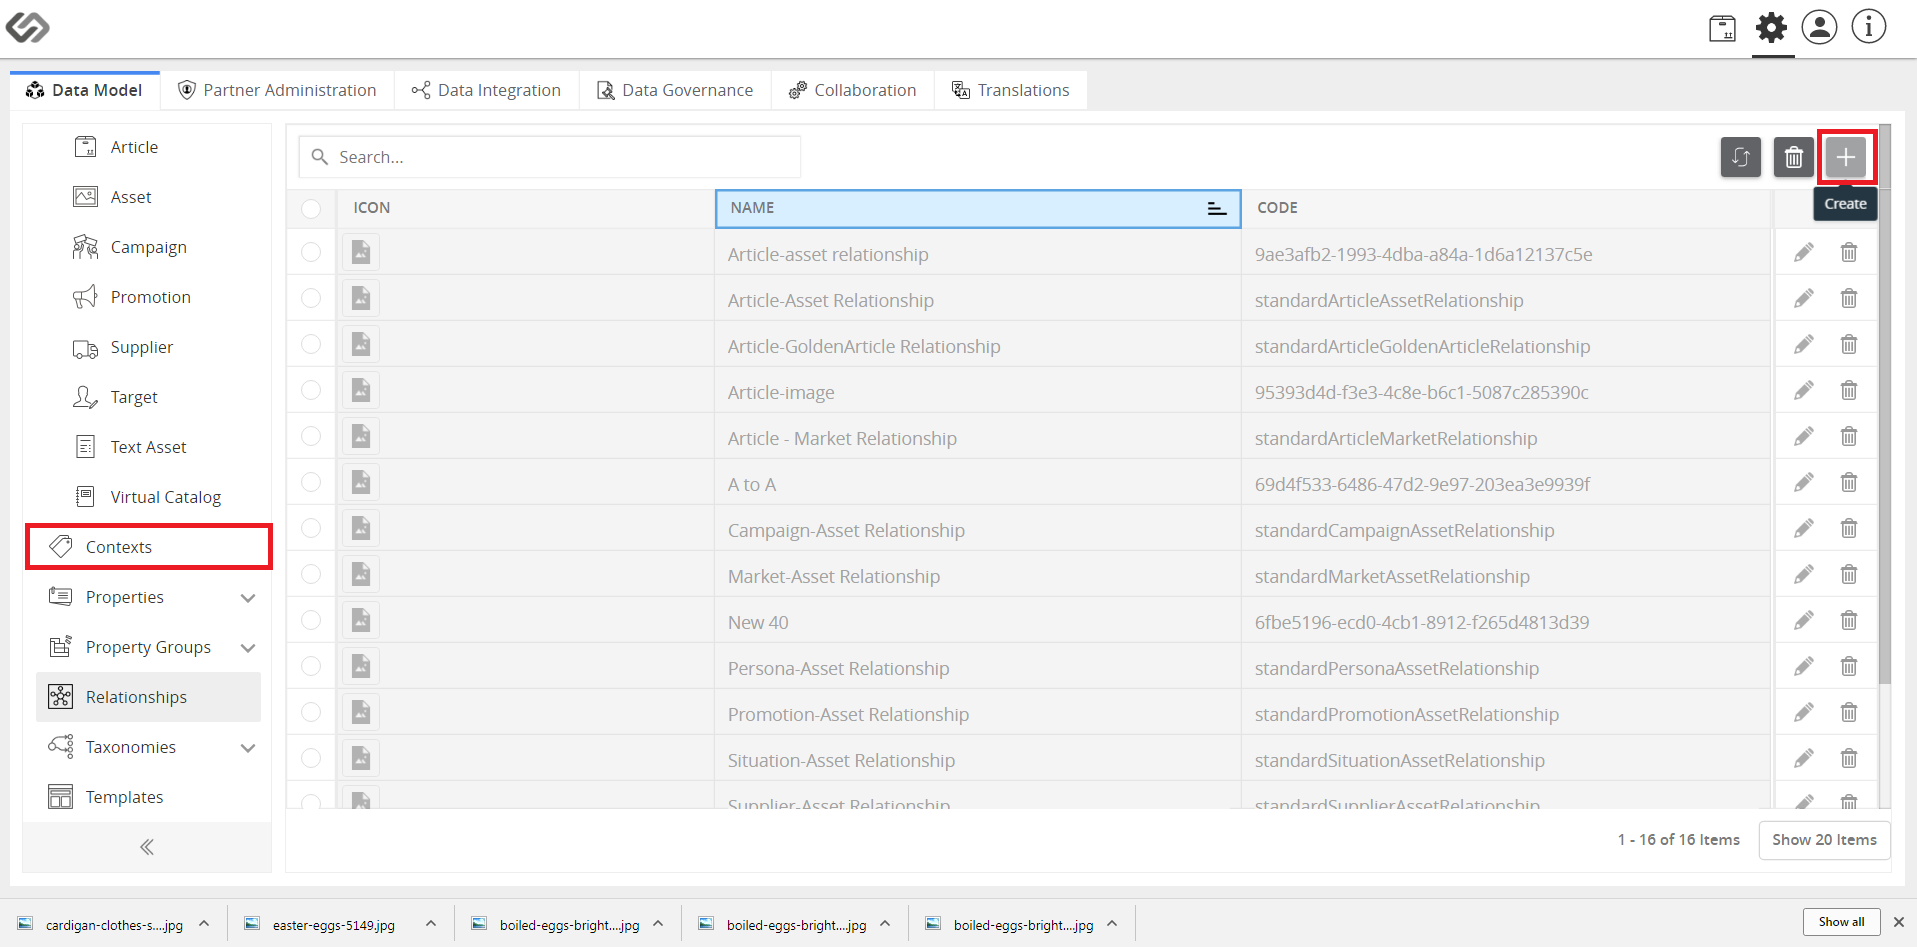 Data Model
Partner Administration
Data Integration
Data Governance
Collaboration
Translations
Article
Asset
Campaign
Promotion
Supplier
Target
Text Asset
Virtual Catalog
Contexts
Properties
Property Groups
Relationships
Taxonomies
Templates
Search...
Create
ICON NAME CODE
Article-asset relationship 9ae3afb2-1993-4dba-a84a-1d6a12137c5e
Article-Asset Relationship standardArticleAssetRelationship
Article-GoldenArticle Relationship standardArticleGoldenArticleRelationship
Article-image 95393d4d-f3e3-4c8e-b6c1-5087c285390c
Article - Market Relationship standardArticleMarketRelationship
A to A 69d4f533-6486-47d2-9e97-203ea3e9939f
Campaign-Asset Relationship standardCampaignAssetRelationship
Market-Asset Relationship standardMarketAssetRelationship
New 40 6fbe5196-ecd0-4cb1-8912-f265d4813d39
Persona-Asset Relationship standardPersonaAssetRelationship
Promotion-Asset Relationship standardPromotionAssetRelationship
Situation-Asset Relationship standardSituationAssetRelationship
Supplier-Asset Relationship standardSupplierAssetRelationship
1 - 16 of 16 Items Show 20 Items
cardigan-clothes-s....jpg easter-eggs-5149.jpg boiled-eggs-bright....jpg boiled-eggs-bright....jpg boiled-eggs-bright....jpg Show all